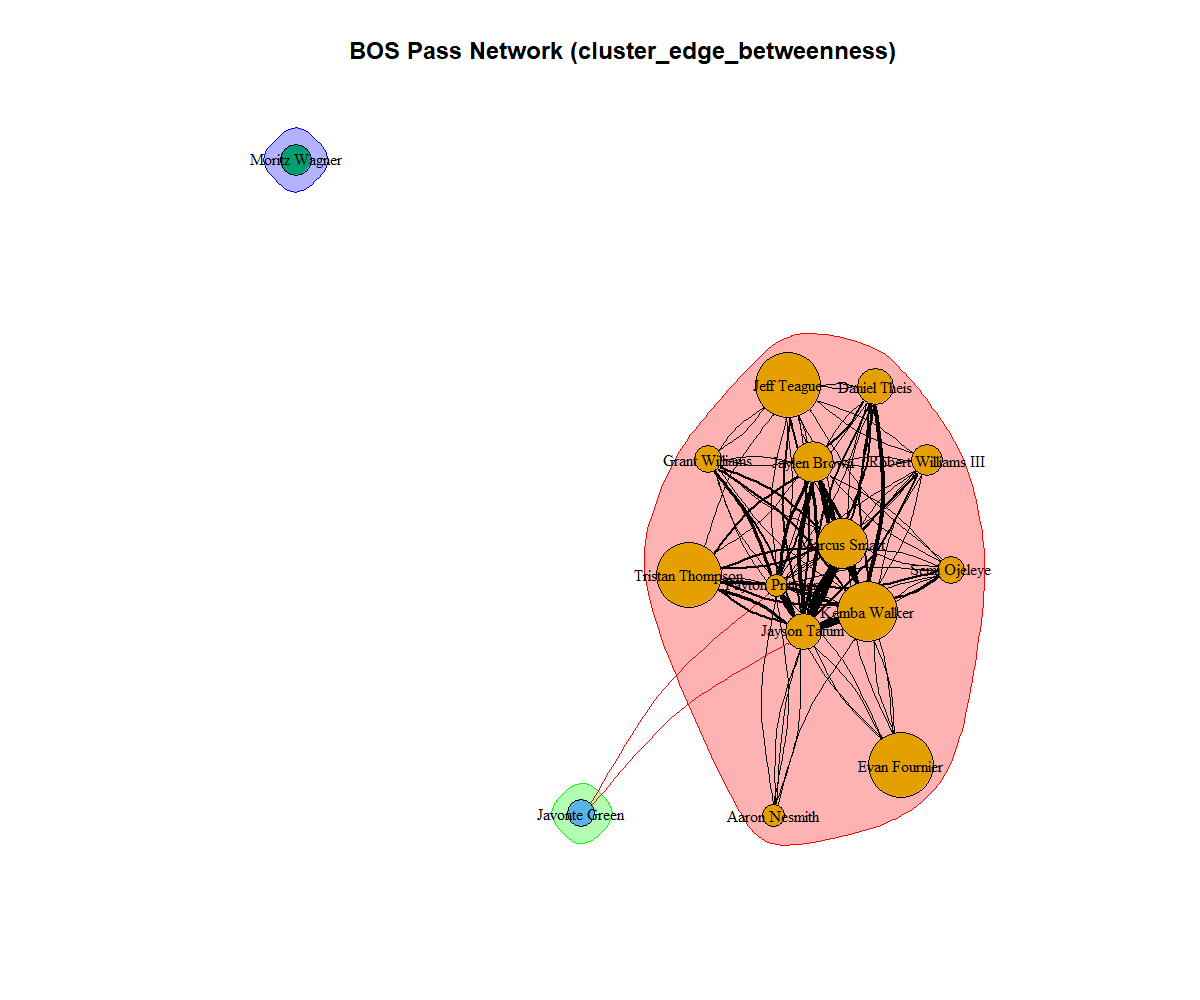 BOS Pass Network (cluster_edge_betweenness)
Moritz Wagner
Jeff Teague
Daniel Theis
Grant Williams
Jaylen Brown
Robert Williams III
Marcus Smart
Tristan Thompson
Semi Ojeleye
Payton
Kemba Walker
Jayson Tatum
Evan Fournier
Javonte Green
Aaron Nesmith